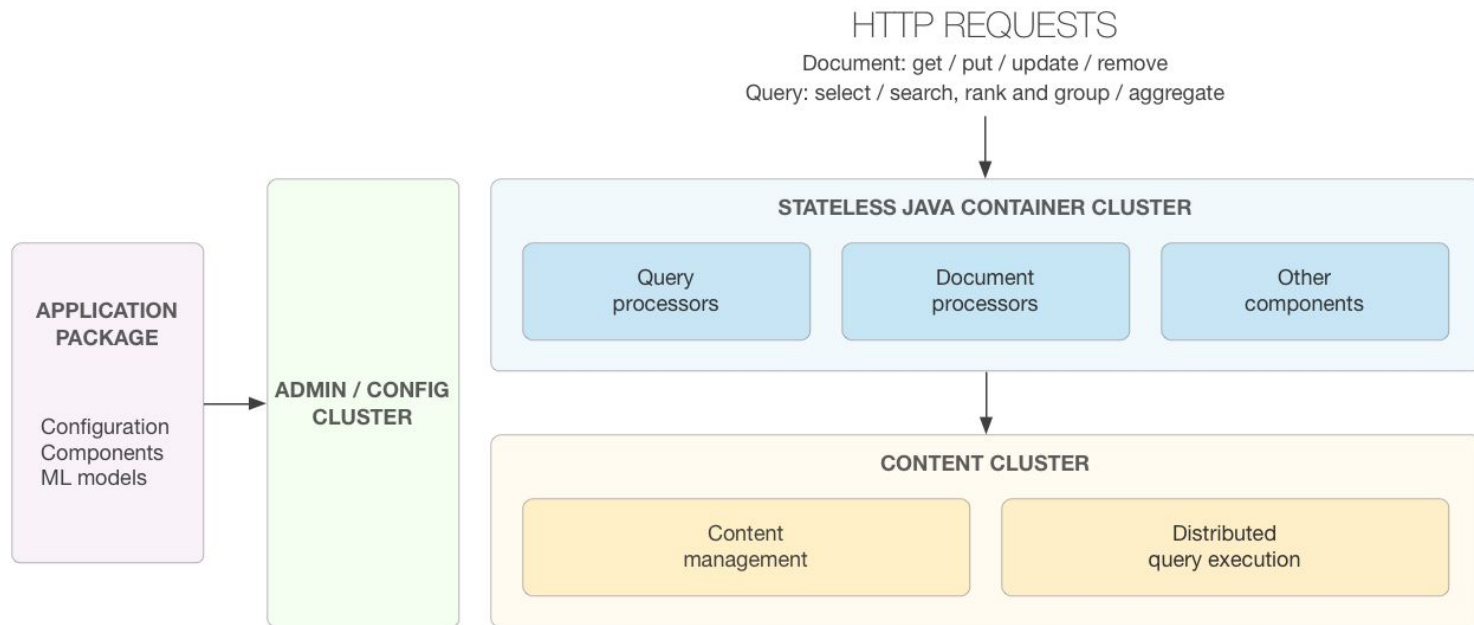 HTTP REQUESTS
Document: get / put / update / remove
Query: select / search, rank and group / aggregate
STATELESS JAVA CONTAINER CLUSTER
Query
processors
Document
processors
Other
components
APPLICATION
PACKAGE
Configuration
Components
ML models
ADMIN / CONFIG
CLUSTER
CONTENT CLUSTER
Content
management
Distributed
query execution